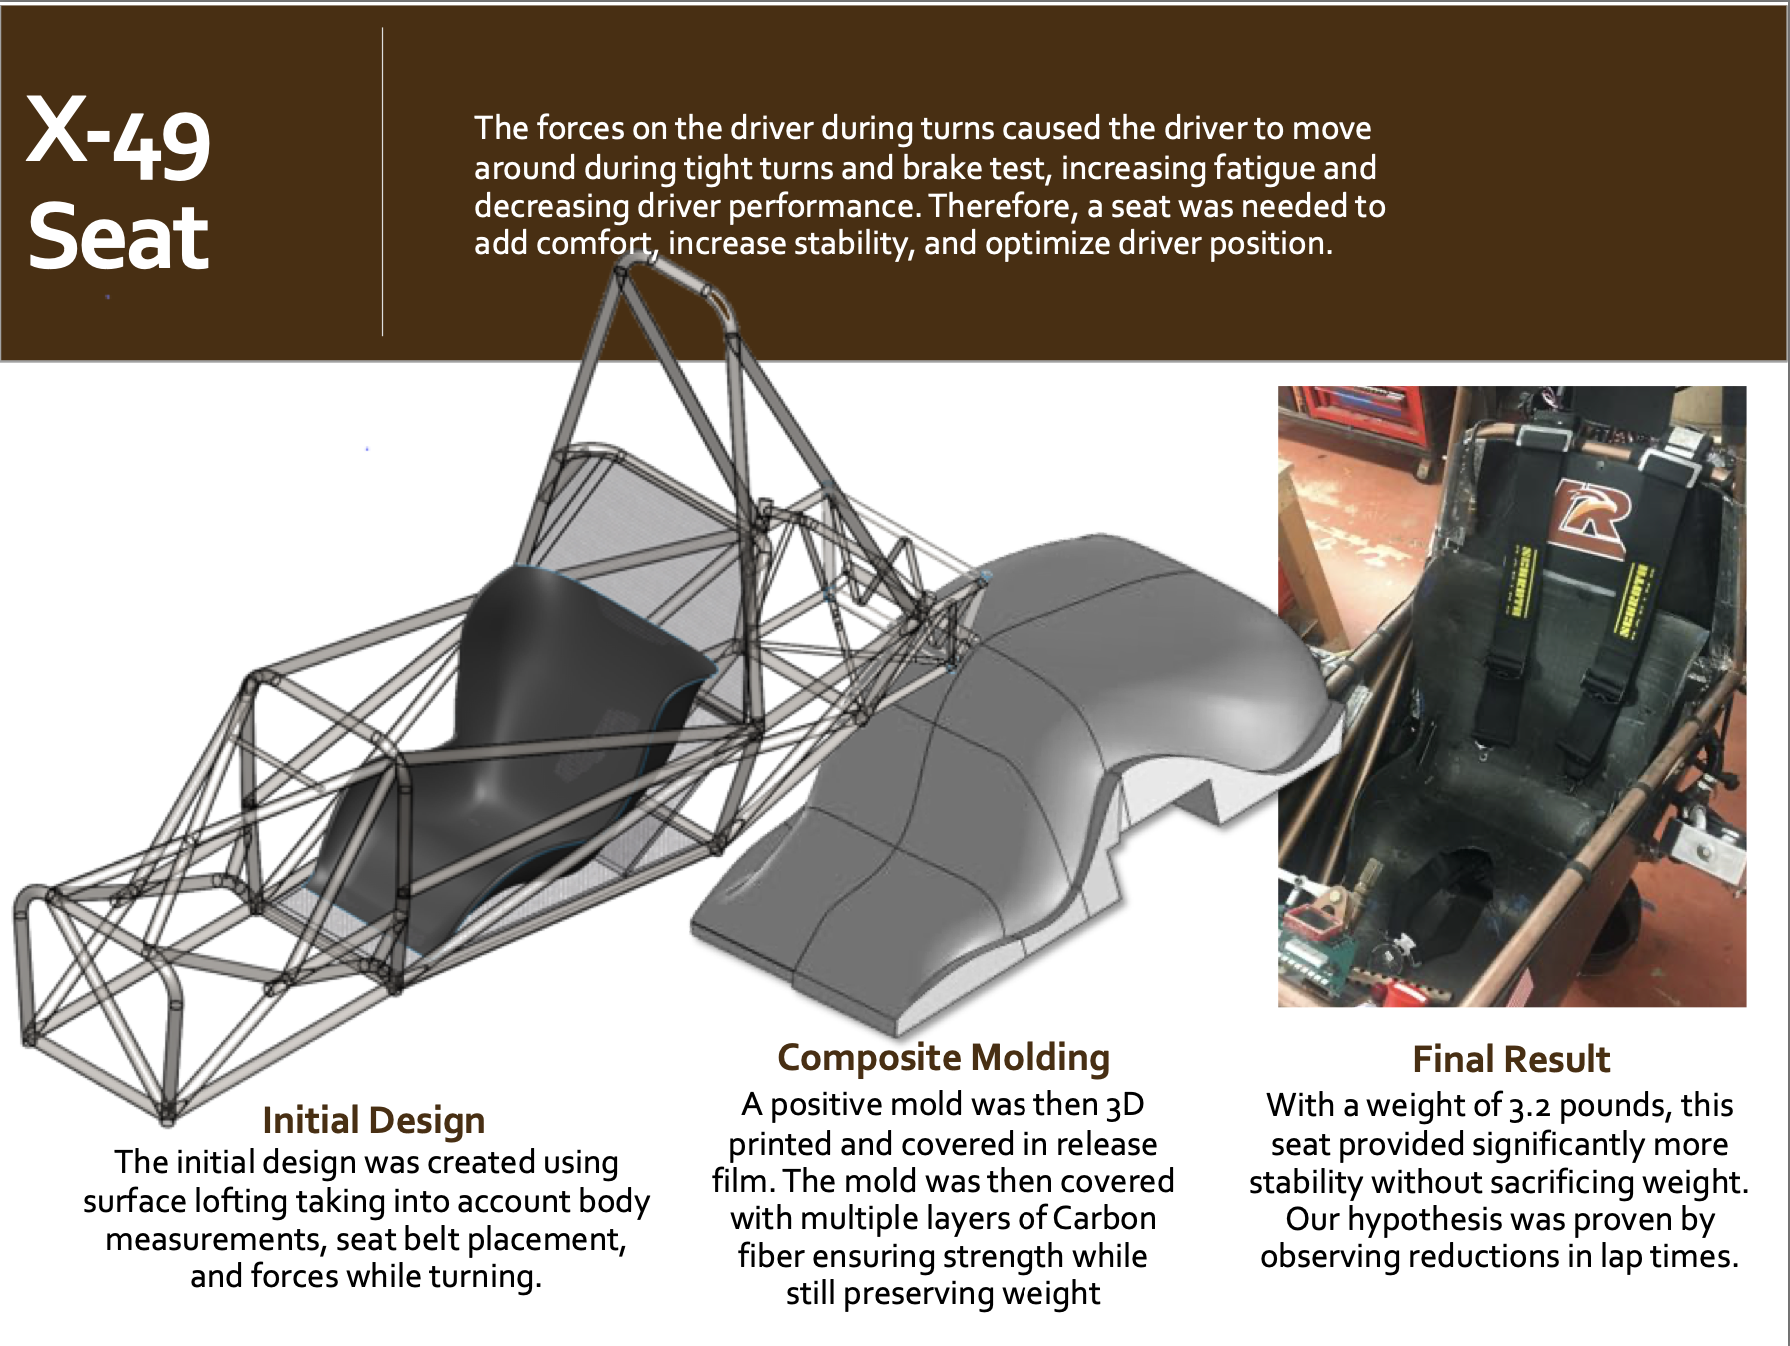 X-49
Seat
The forces on the driver during turns caused the driver to move
around during tight turns and brake test, increasing fatigue and
decreasing driver performance. Therefore, a seat was needed to
add comfort, increase stability, and optimize driver position.
R
Initial Design
The initial design was created using
surface lofting taking into account body
measurements, seat belt placement,
and forces while turning.
Composite Molding
A positive mold was then 3D
printed and covered in release
film. The mold was then covered
with multiple layers of Carbon
fiber ensuring strength while
still preserving weight
Final Result
With a weight of 3.2 pounds, this
seat provided significantly more
stability without sacrificing weight.
Our hypothesis was proven by
observing reductions in lap times.